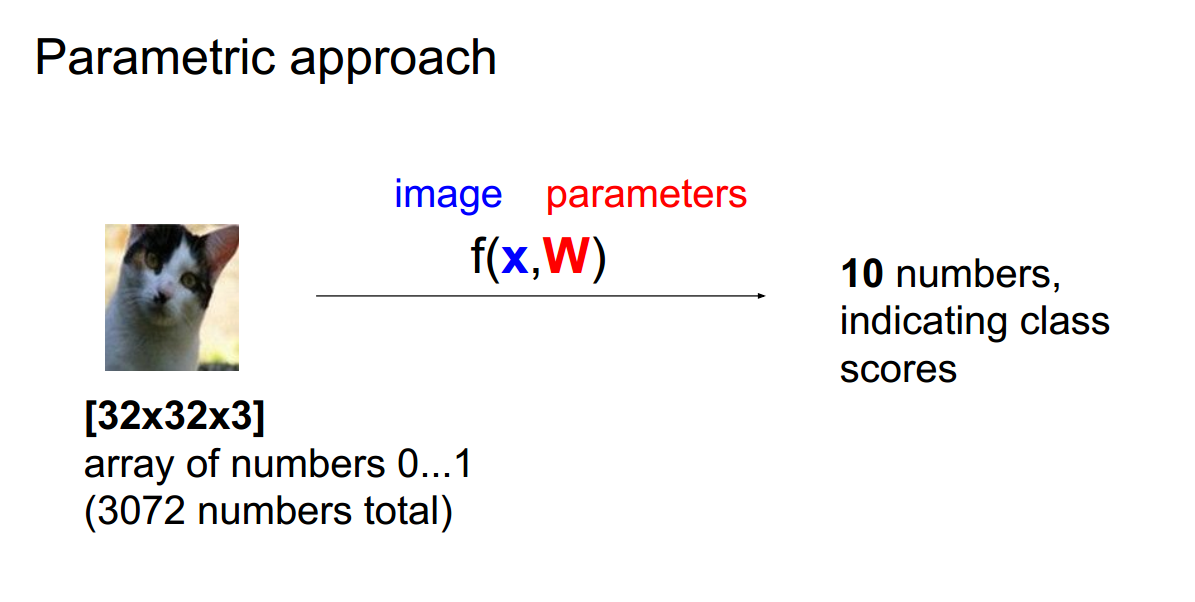 Parametric approach
image parameters
f(x,W)
[32x32x3]
array of numbers 0...1
(3072 numbers total)
10 numbers,
indicating class
scores